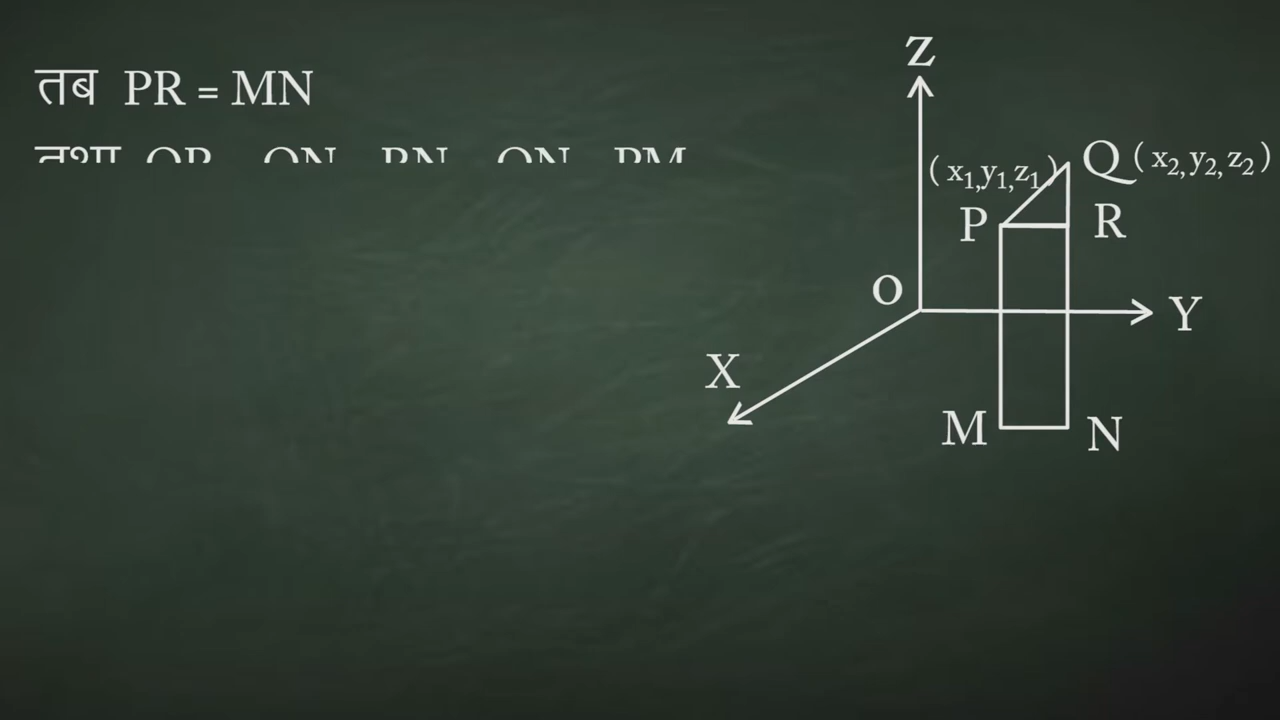 तब PR = MN
Z
(x₁,y₁,z₁)
Q (x₂,y₂,z₂)
P
R
O
Y
X
M
N